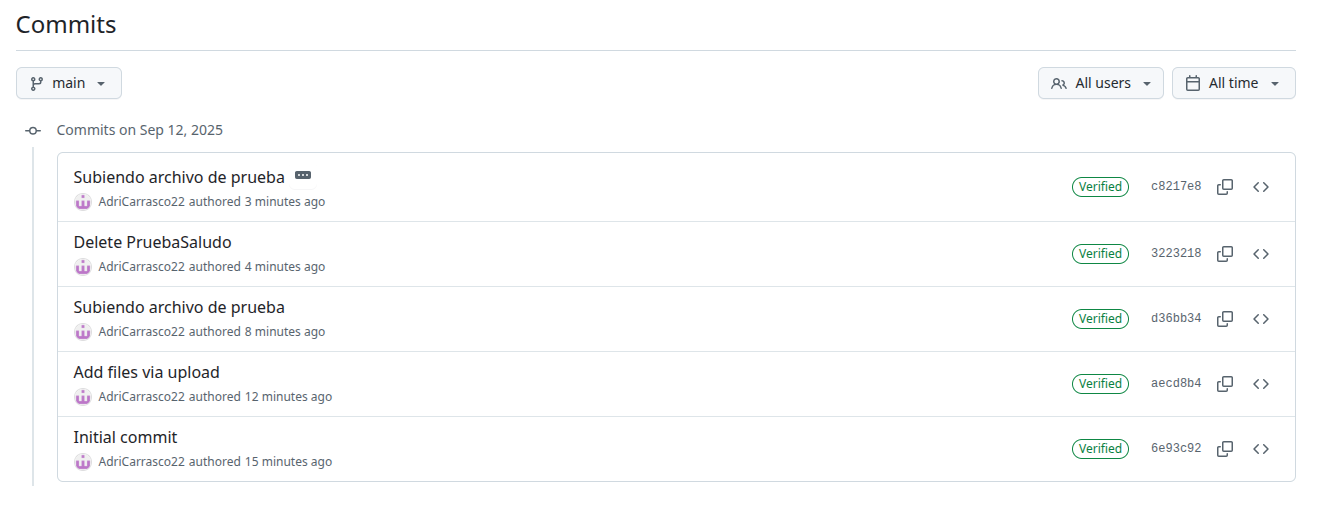 Commits
main
All users
All time
Commits on Sep 12, 2025
Subiendo archivo de prueba
AdriCarrasco22 authored 3 minutes ago
Verified
c8217e8
Delete PruebaSaludo
AdriCarrasco22 authored 4 minutes ago
Verified
3223218
Subiendo archivo de prueba
AdriCarrasco22 authored 8 minutes ago
Verified
d36bb34
Add files via upload
AdriCarrasco22 authored 12 minutes ago
Verified
aecd8b4
Initial commit
AdriCarrasco22 authored 15 minutes ago
Verified
6e93c92